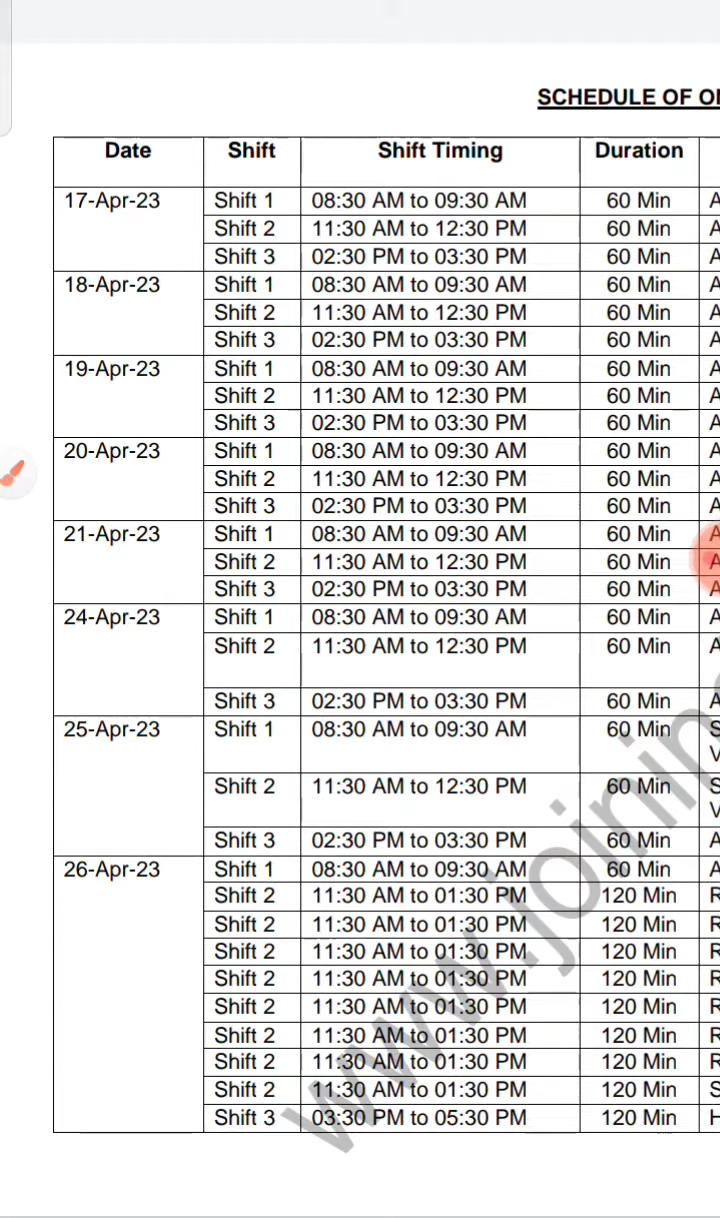 SCHEDULE OF
Date Shift Shift Timing Duration
17-Apr-23 Shift 1 08:30 AM to 09:30 AM 60 Min A
Shift 2 11:30 AM to 12:30 PM 60 Min A
Shift 3 02:30 PM to 03:30 PM 60 Min A
18-Apr-23 Shift 1 08:30 AM to 09:30 AM 60 Min A
Shift 2 11:30 AM to 12:30 PM 60 Min A
Shift 3 02:30 PM to 03:30 PM 60 Min A
19-Apr-23 Shift 1 08:30 AM to 09:30 AM 60 Min A
Shift 2 11:30 AM to 12:30 PM 60 Min A
Shift 3 02:30 PM to 03:30 PM 60 Min A
20-Apr-23 Shift 1 08:30 AM to 09:30 AM 60 Min A
Shift 2 11:30 AM to 12:30 PM 60 Min A
Shift 3 02:30 PM to 03:30 PM 60 Min A
21-Apr-23 Shift 1 08:30 AM to 09:30 AM 60 Min A
Shift 2 11:30 AM to 12:30 PM 60 Min A
Shift 3 02:30 PM to 03:30 PM 60 Min A
24-Apr-23 Shift 1 08:30 AM to 09:30 AM 60 Min A
Shift 2 11:30 AM to 12:30 PM 60 Min A
Shift 3 02:30 PM to 03:30 PM 60 Min A
25-Apr-23 Shift 1 08:30 AM to 09:30 AM 60 Min S
V
Shift 2 11:30 AM to 12:30 PM 60 Min S
V
Shift 3 02:30 PM to 03:30 PM 60 Min A
26-Apr-23 Shift 1 08:30 AM to 09:30 AM 60 Min A
Shift 2 11:30 AM to 01:30 PM 120 Min R
Shift 2 11:30 AM to 01:30 PM 120 Min R
Shift 2 11:30 AM to 01:30 PM 120 Min R
Shift 2 11:30 AM to 01:30 PM 120 Min R
Shift 2 11:30 AM to 01:30 PM 120 Min R
Shift 2 11:30 AM to 01:30 PM 120 Min R
Shift 2 11:30 AM to 01:30 PM 120 Min R
Shift 2 11:30 AM to 01:30 PM 120 Min S
Shift 3 03:30 PM to 05:30 PM 120 Min H
www.joinin